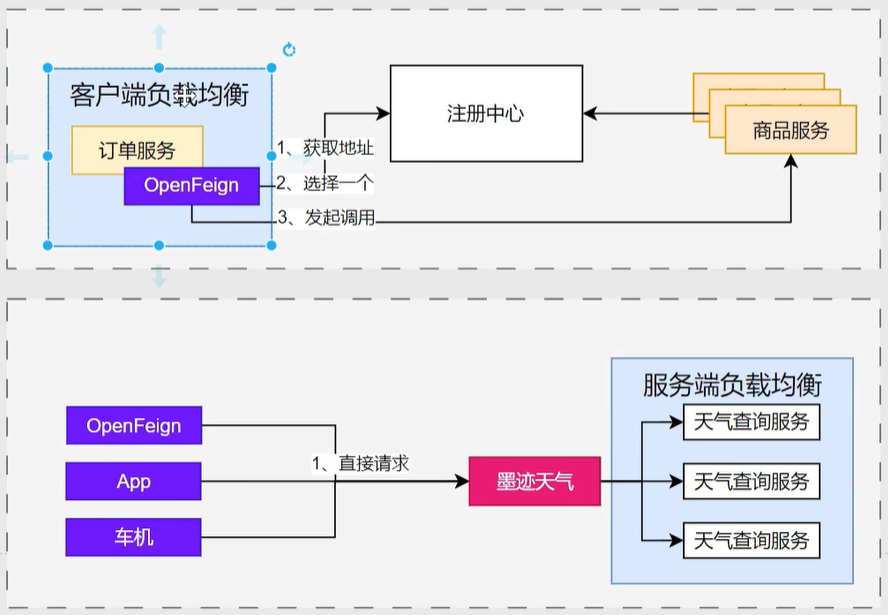 客户端负载均衡
订单服务
OpenFeign
1、获取地址
2、选择一个
3、发起调用
注册中心
商品服务
OpenFeign
App
车机
1、直接请求
墨迹天气
服务端负载均衡
天气查询服务
天气查询服务
天气查询服务